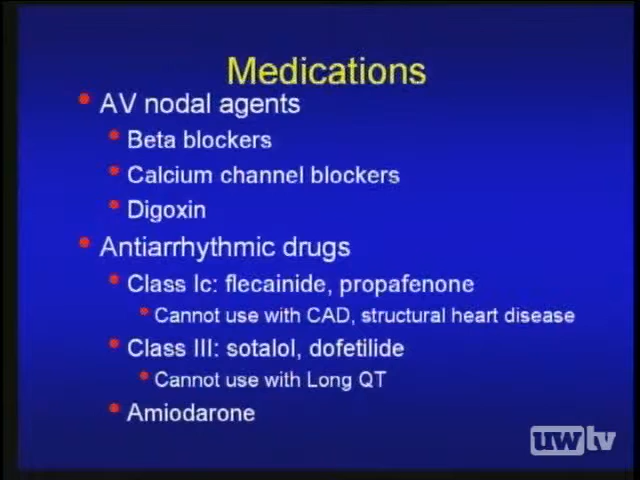 Medications
• AV nodal agents
• Beta blockers
• Calcium channel blockers
• Digoxin
• Antiarrhythmic drugs
• Class Ic: flecainide, propafenone
• Cannot use with CAD, structural heart disease
• Class III: sotalol, dofetilide
• Cannot use with Long QT
• Amiodarone
uwtv